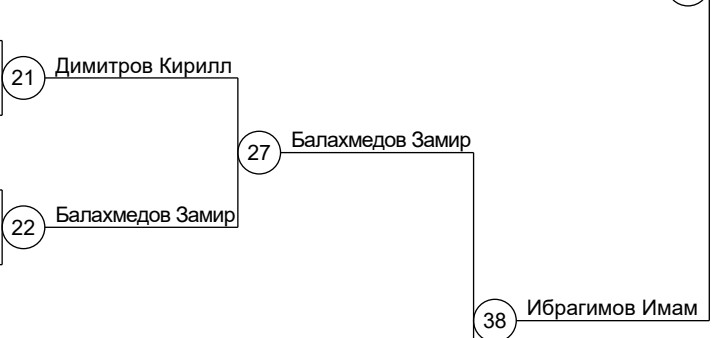 21 Димитров Кирилл
27 Балахмедов Замир
22 Балахмедов Замир
38 Ибрагимов Имам